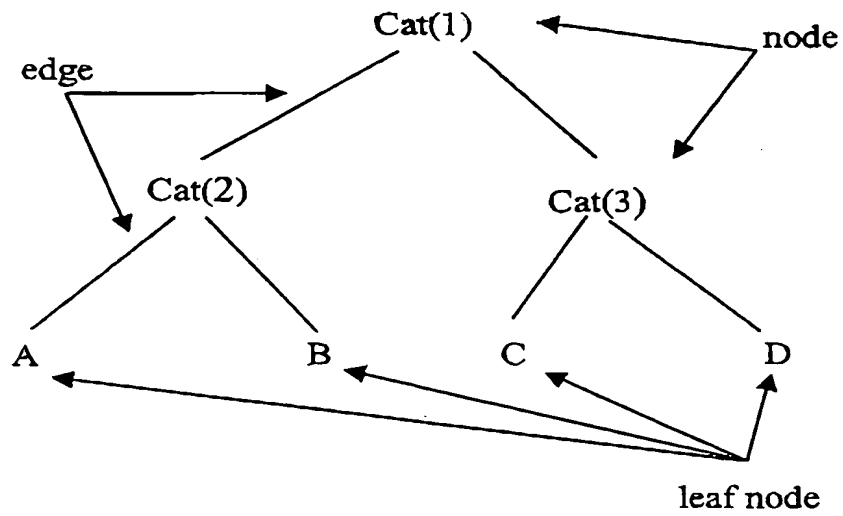 Cat(1)
node
edge
Cat(2)
Cat(3)
A
B
C
D
leaf node